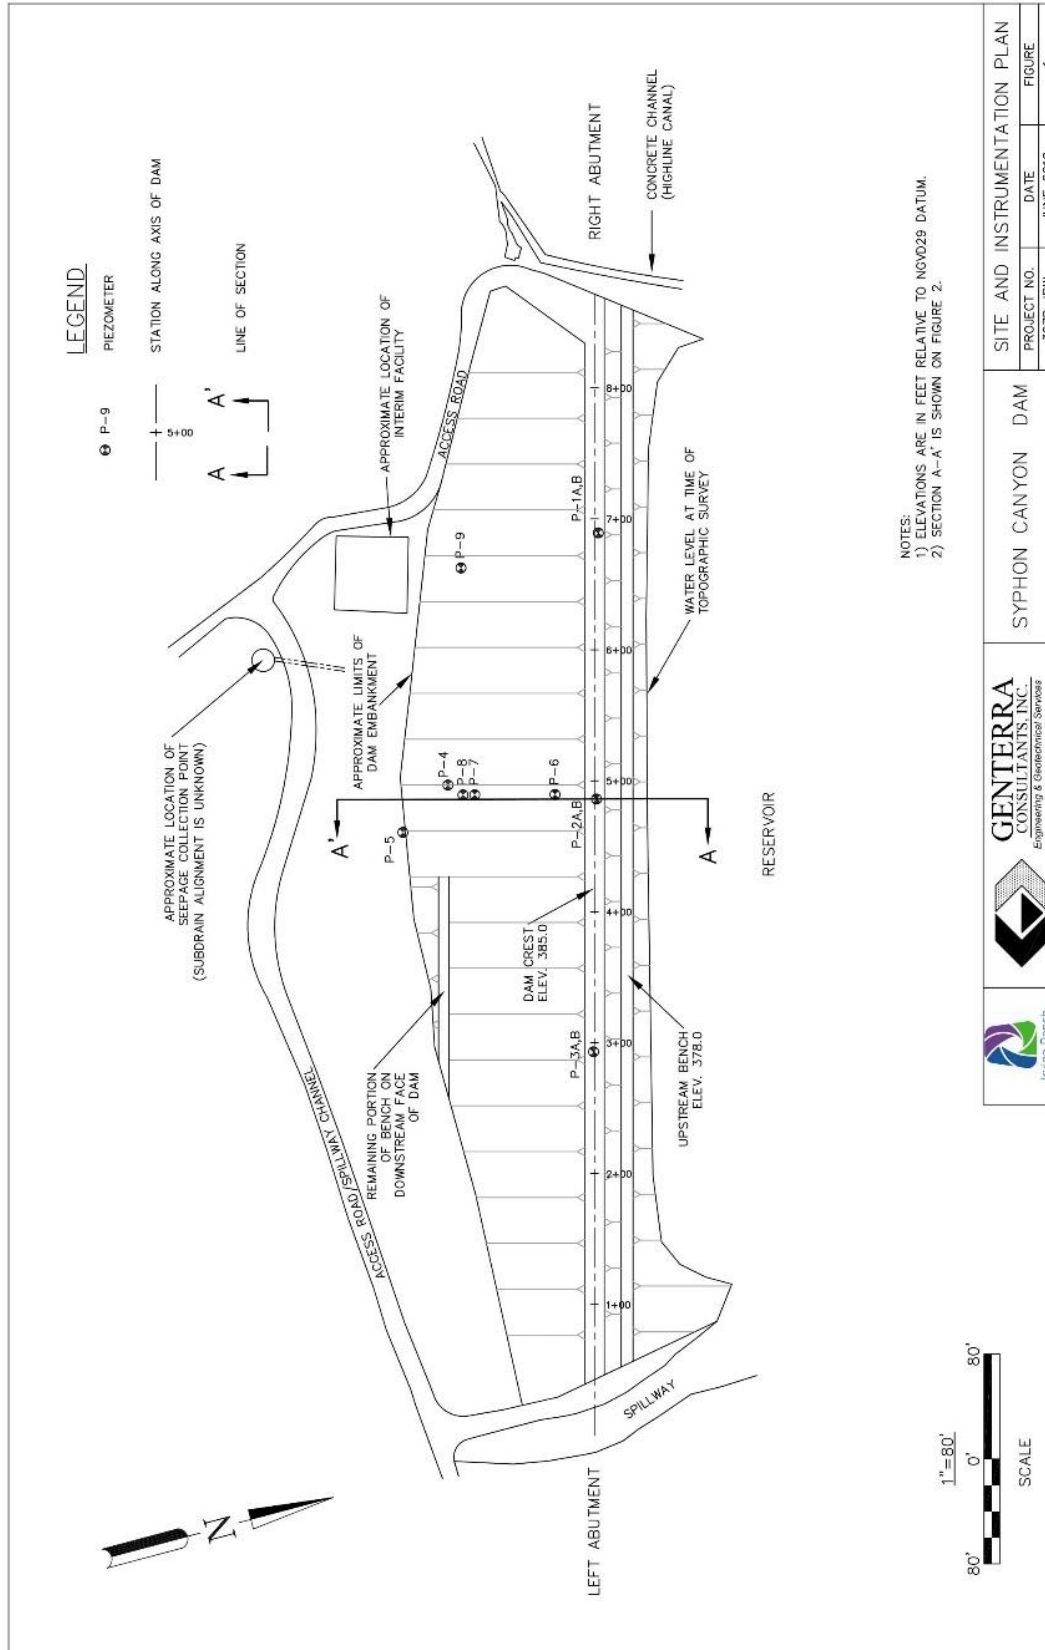 LEGEND
P-9
PIEZOMETER
5+00
STATION ALONG AXIS OF DAM
A
A'
LINE OF SECTION
N
APPROXIMATE LOCATION OF
SEEPAGE COLLECTION POINT
(SUBDRAIN ALIGNMENT IS UNKNOWN)
APPROXIMATE LOCATION OF
INTERIM FACILITY
ACCESS ROAD/SPILLWAY CHANNEL
ACCESS ROAD
APPROXIMATE LIMITS OF
DAM EMBANKMENT
REMAINING PORTION
OF BENCH ON
DOWNSTREAM FACE
OF DAM
A'
P-5
P-4
P-8
P-7
P-6
P-9
DAM CREST
ELEV. 385.0
P-3A,B
P-2A,B
P-1A,B
LEFT ABUTMENT
RIGHT ABUTMENT
1+00
2+00
3+00
4+00
5+00
6+00
7+00
8+00
SPILLWAY
UPSTREAM BENCH
ELEV. 378.0
A
WATER LEVEL AT TIME OF
TOPOGRAPHIC SURVEY
CONCRETE CHANNEL
(HIGHLINE CANAL)
RESERVOIR
NOTES:
1) ELEVATIONS ARE IN FEET RELATIVE TO NGVD29 DATUM.
2) SECTION A-A' IS SHOWN ON FIGURE 2.
1"=80'
80'
0'
80'
SCALE
GENTERRA
CONSULTANTS, INC.
Engineering & Geotechnical Services
SYPHON CANYON DAM
SITE AND INSTRUMENTATION PLAN
PROJECT NO.
DATE
FIGURE